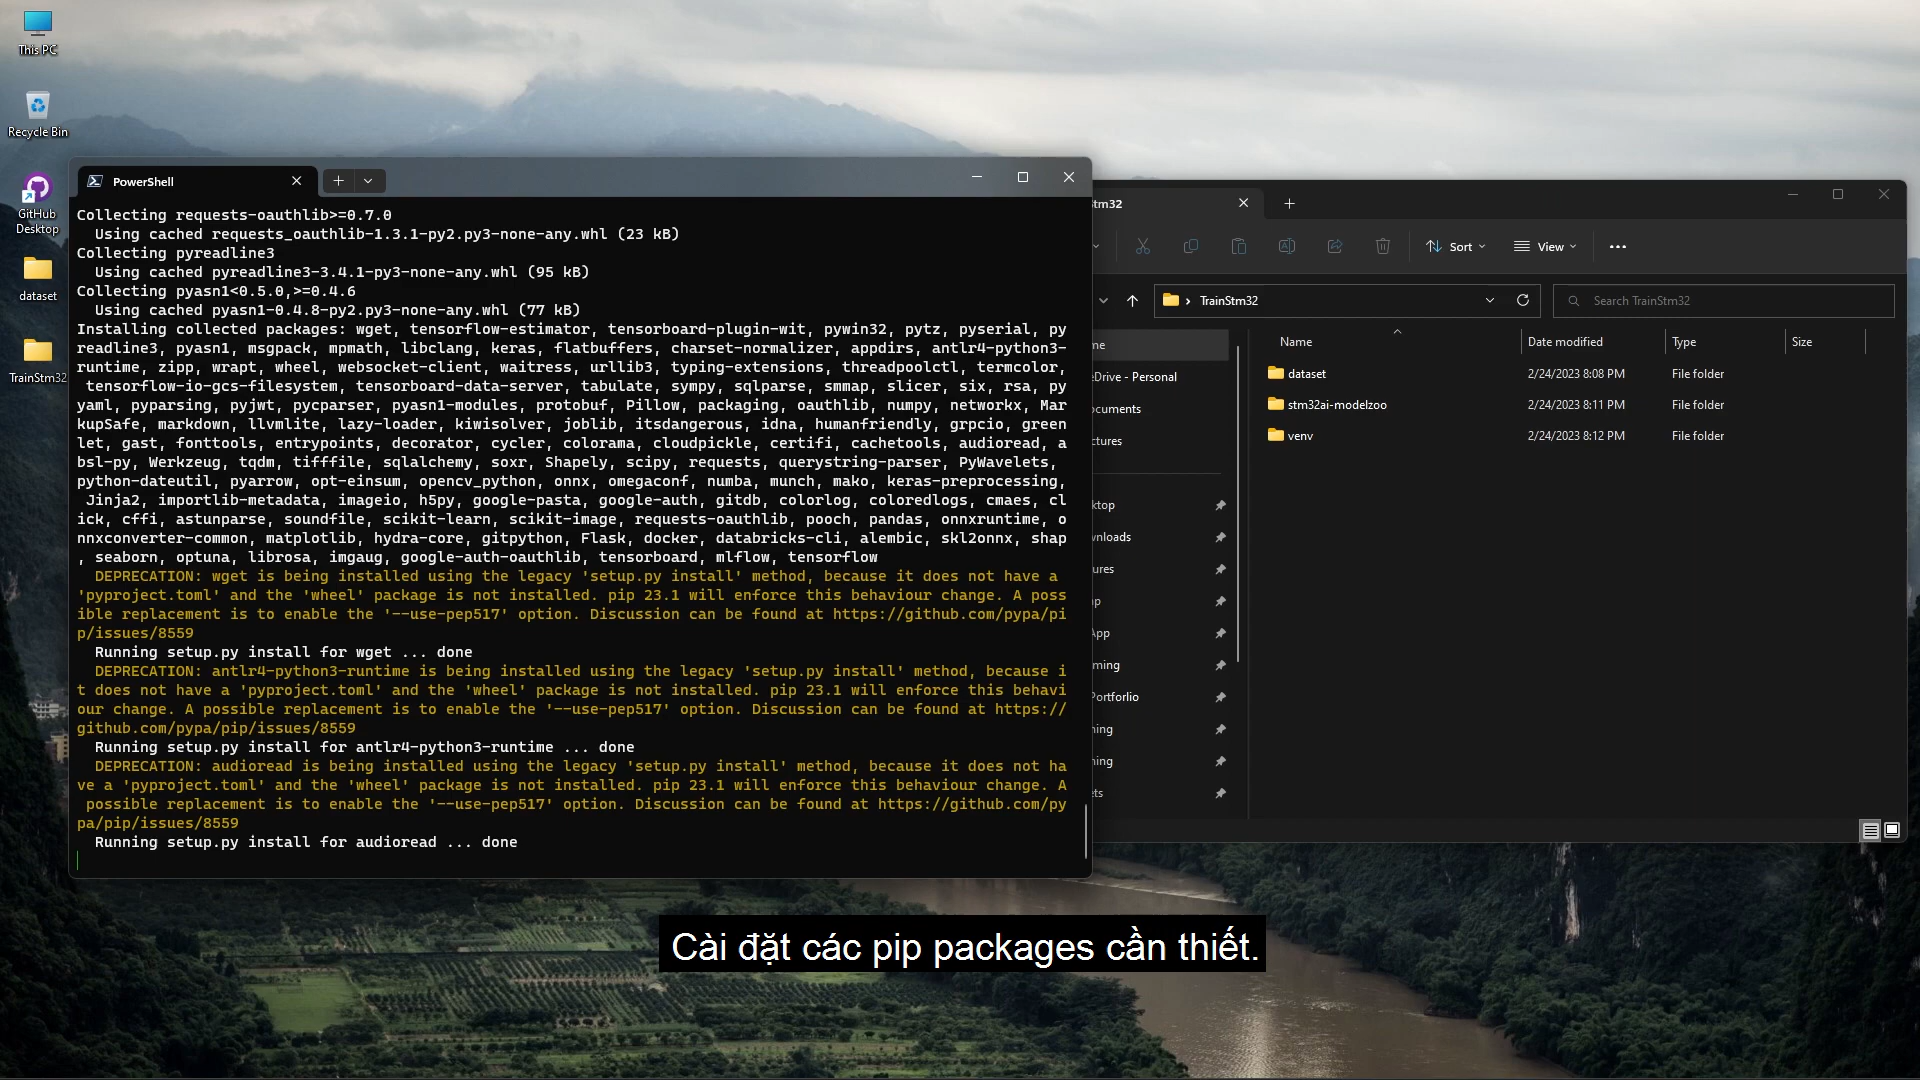 This PC
Recycle Bin
GitHub
Desktop
dataset
TrainStm32
PowerShell
Collecting requests-oauthlib>=0.7.0
  Using cached requests_oauthlib-1.3.1-py2.py3-none-any.whl (23 kB)
Collecting pyreadline3
  Using cached pyreadline3-3.4.1-py3-none-any.whl (95 kB)
Collecting pyasn1<0.5.0,>=0.4.6
  Using cached pyasn1-0.4.8-py2.py3-none-any.whl (77 kB)
Installing collected packages: wget, tensorflow-estimator, tensorboard-plugin-wit, pywin32, pytz, pyserial, py
readline3, pyasn1, msgpack, mpmath, libclang, keras, flatbuffers, charset-normalizer, appdirs, antlr4-python3-
runtime, zipp, wrapt, wheel, websocket-client, waitress, urllib3, typing-extensions, threadpoolctl, termcolor,
 tensorflow-io-gcs-filesystem, tensorboard-data-server, tabulate, sympy, sqlparse, smmap, slicer, six, rsa, py
yaml, pyparsing, pyjwt, pycparser, pyasn1-modules, protobuf, Pillow, packaging, oauthlib, numpy, networkx, Mar
kupSafe, markdown, llvmlite, lazy-loader, kiwisolver, joblib, itsdangerous, idna, humanfriendly, grpcio, green
let, gast, fonttools, entrypoints, decorator, cycler, colorama, cloudpickle, certifi, cachetools, audioread, a
bsl-py, Werkzeug, tqdm, tifffile, sqlalchemy, soxr, Shapely, scipy, requests, querystring-parser, PyWavelets,
python-dateutil, pyarrow, opt-einsum, opencv_python, onnx, omegaconf, numba, munch, mako, keras-preprocessing,
 Jinja2, importlib-metadata, imageio, h5py, google-pasta, google-auth, gitdb, colorlog, coloredlogs, cmaes, cl
ick, cffi, astunparse, soundfile, scikit-learn, scikit-image, requests-oauthlib, pooch, pandas, onnxruntime, o
nnxconverter-common, matplotlib, hydra-core, gitpython, Flask, docker, databricks-cli, alembic, skl2onnx, shap
, seaborn, optuna, librosa, imgaug, google-auth-oauthlib, tensorboard, mlflow, tensorflow
  DEPRECATION: wget is being installed using the legacy 'setup.py install' method, because it does not have a
'pyproject.toml' and the 'wheel' package is not installed. pip 23.1 will enforce this behaviour change. A poss
ible replacement is to enable the '--use-pep517' option. Discussion can be found at https://github.com/pypa/pi
p/issues/8559
  Running setup.py install for wget ... done
  DEPRECATION: antlr4-python3-runtime is being installed using the legacy 'setup.py install' method, because i
t does not have a 'pyproject.toml' and the 'wheel' package is not installed. pip 23.1 will enforce this behavi
our change. A possible replacement is to enable the '--use-pep517' option. Discussion can be found at https://
github.com/pypa/pip/issues/8559
  Running setup.py install for antlr4-python3-runtime ... done
  DEPRECATION: audioread is being installed using the legacy 'setup.py install' method, because it does not ha
ve a 'pyproject.toml' and the 'wheel' package is not installed. pip 23.1 will enforce this behaviour change. A
 possible replacement is to enable the '--use-pep517' option. Discussion can be found at https://github.com/py
pa/pip/issues/8559
  Running setup.py install for audioread ... done
tm32
Sort
View
TrainStm32
Search TrainStm32
me
eDrive - Personal
cuments
ctures
ktop
wnloads
ures
p
App
ming
Portforlio
ning
ning
ets
Name Date modified Type Size
dataset 2/24/2023 8:08 PM File folder
stm32ai-modelzoo 2/24/2023 8:11 PM File folder
venv 2/24/2023 8:12 PM File folder
Cài đặt các pip packages cần thiết.